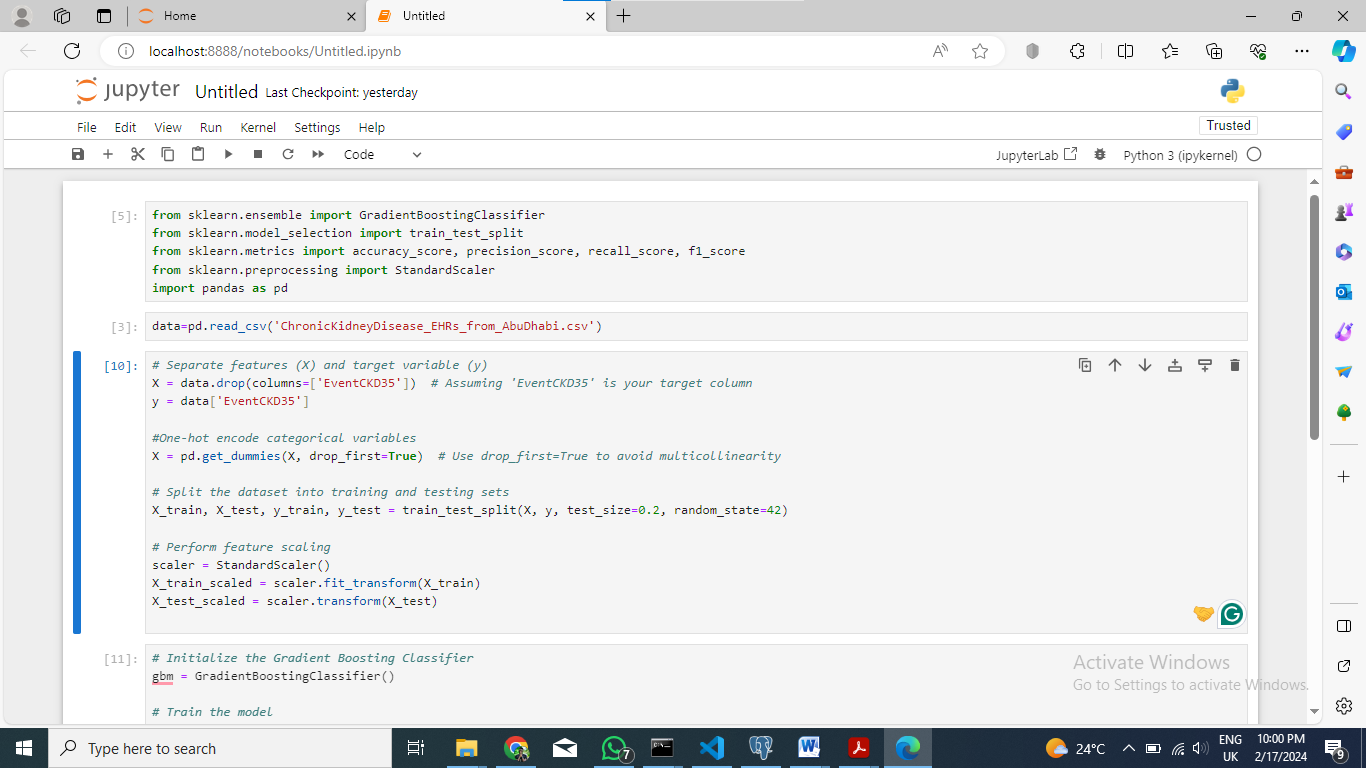 Home
Untitled
localhost:8888/notebooks/Untitled.ipynb
jupyter Untitled Last Checkpoint: yesterday
File Edit View Run Kernel Settings Help
Trusted
Code
JupyterLab
Python 3 (ipykernel)
[5]:
from sklearn.ensemble import GradientBoostingClassifier
from sklearn.model_selection import train_test_split
from sklearn.metrics import accuracy_score, precision_score, recall_score, f1_score
from sklearn.preprocessing import StandardScaler
import pandas as pd
[3]:
data=pd.read_csv('ChronicKidneyDisease_EHRs_from_AbuDhabi.csv')
[10]:
# Separate features (X) and target variable (y)
X = data.drop(columns=['EventCKD35'])  # Assuming 'EventCKD35' is your target column
y = data['EventCKD35']
#One-hot encode categorical variables
X = pd.get_dummies(X, drop_first=True)  # Use drop_first=True to avoid multicollinearity
# Split the dataset into training and testing sets
X_train, X_test, y_train, y_test = train_test_split(X, y, test_size=0.2, random_state=42)
# Perform feature scaling
scaler = StandardScaler()
X_train_scaled = scaler.fit_transform(X_train)
X_test_scaled = scaler.transform(X_test)
[11]:
# Initialize the Gradient Boosting Classifier
gbm = GradientBoostingClassifier()
# Train the model
Activate Windows
Go to Settings to activate Windows.
Type here to search
7
24°C
ENG
UK
10:00 PM
2/17/2024
9